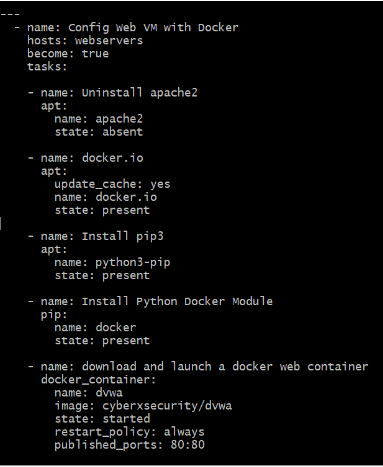 ---
- name: Config Web VM with Docker
hosts: webservers
become: true
tasks:
- name: Uninstall apache2
apt:
name: apache2
state: absent
- name: docker.io
apt:
update_cache: yes
name: docker.io
state: present
- name: Install pip3
apt:
name: python3-pip
state: present
- name: Install Python Docker Module
pip:
name: docker
state: present
- name: download and launch a docker web container
docker_container:
name: dvwa
image: cyberxsecurity/dvwa
state: started
restart_policy: always
published_ports: 80:80